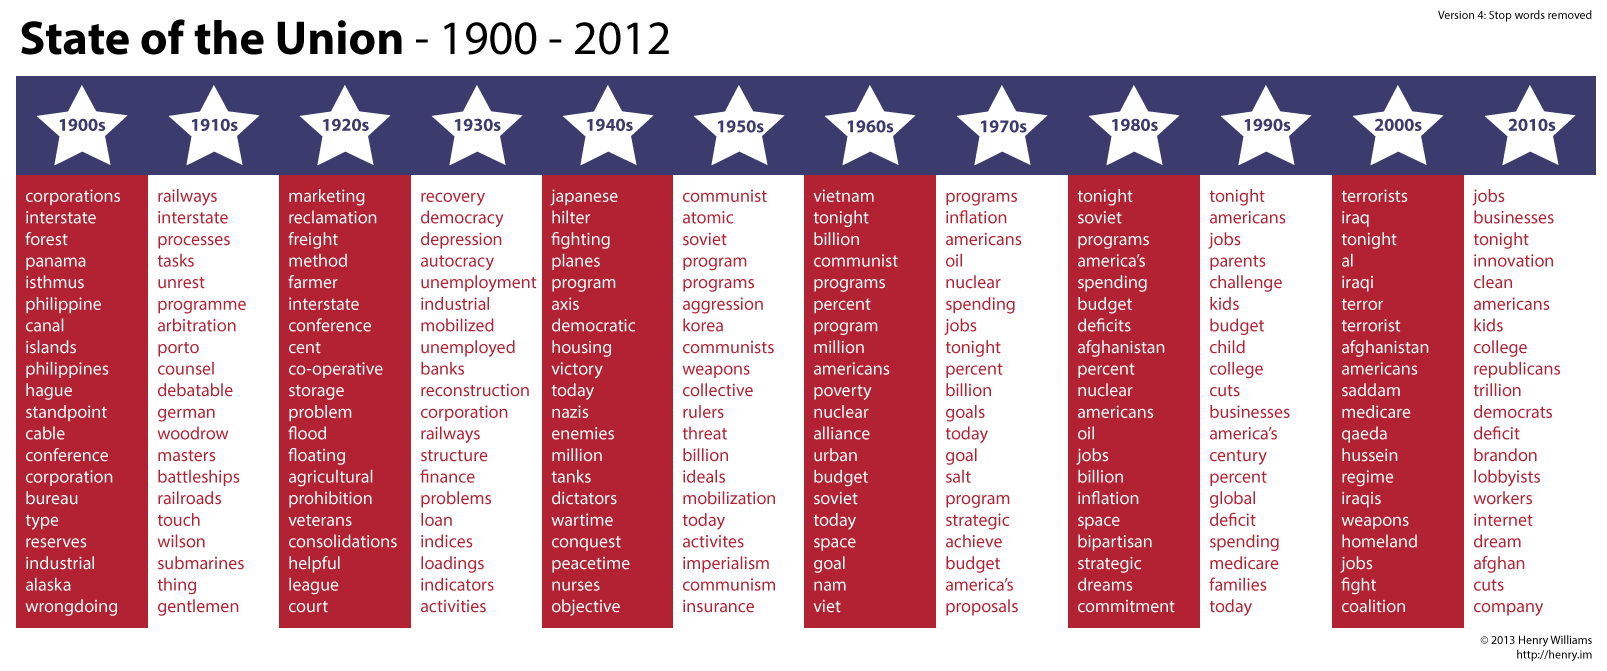 Version 4: Stop words removed
State of the Union - 1900 - 2012
1900s 1910s 1920s 1930s 1940s 1950s 1960s 1970s 1980s 1990s 2000s 2010s
corporations railways marketing recovery japanese communist vietnam programs tonight tonight terrorists jobs
interstate interstate reclamation democracy hilter atomic tonight inflation soviet americans iraq businesses
forest processes freight depression fighting soviet billion americans programs jobs tonight tonight
panama tasks method autocracy planes program communist oil america's parents al innovation
isthmus unrest farmer unemployment program programs programs nuclear spending challenge iraqi clean
philippine programme interstate industrial axis aggression percent spending budget kids terror americans
canal arbitration conference mobilized democratic korea program jobs deficits budget terrorist kids
islands porto cent unemployed housing communists million tonight afghanistan child afghanistan college
philippines counsel co-operative banks victory weapons americans percent percent college americans republicans
hague debatable storage reconstruction today collective poverty billion nuclear cuts saddam trillion
standpoint german problem corporation nazis rulers nuclear goals americans businesses medicare democrats
cable woodrow flood railways enemies threat alliance today oil america's qaeda deficit
conference masters floating structure million billion urban goal jobs century hussein brandon
corporation battleships agricultural finance tanks ideals budget salt billion percent regime lobbyists
bureau railroads prohibition problems dictators mobilization soviet program inflation global iraqis workers
type touch veterans loan wartime today today strategic space deficit weapons internet
reserves wilson consolidations indices conquest activites space achieve bipartisan spending homeland dream
industrial submarines helpful loadings peacetime imperialism goal budget strategic medicare jobs afghan
alaska thing league indicators nurses communism nam america's dreams families fight cuts
wrongdoing gentlemen court activities objective insurance viet proposals commitment today coalition company
© 2013 Henry Williams
http://henry.im